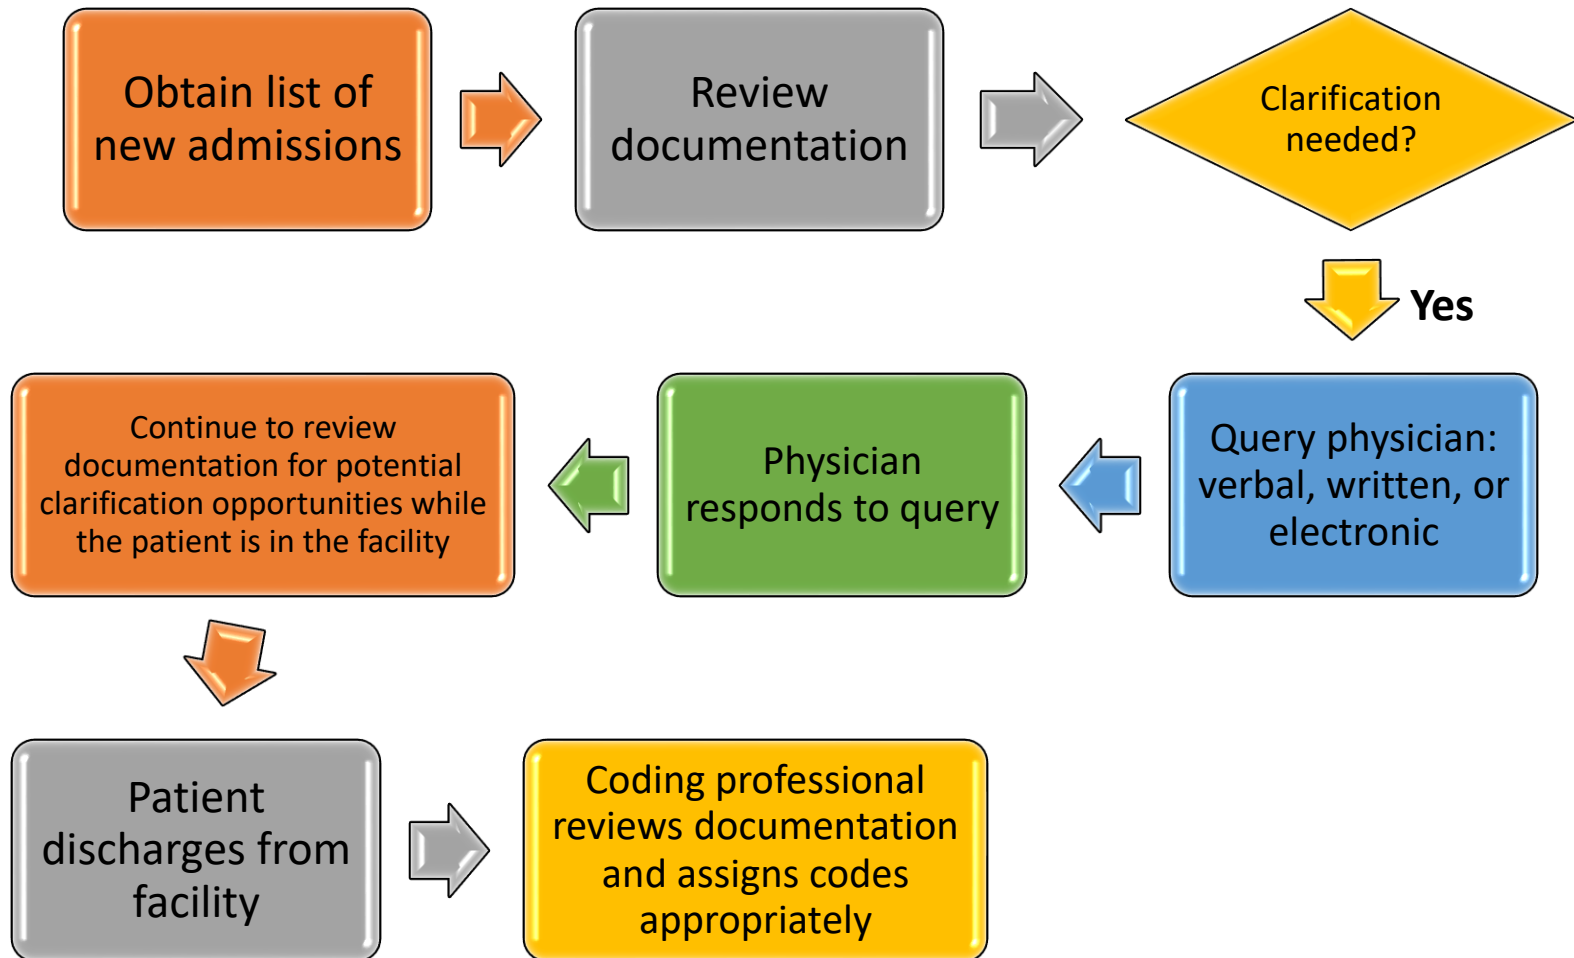 Obtain list of
new admissions
Review
documentation
Clarification
needed?
Yes
Query physician:
verbal, written, or
electronic
Physician
responds to query
Continue to review
documentation for potential
clarification opportunities while
the patient is in the facility
Patient
discharges from
facility
Coding professional
reviews documentation
and assigns codes
appropriately